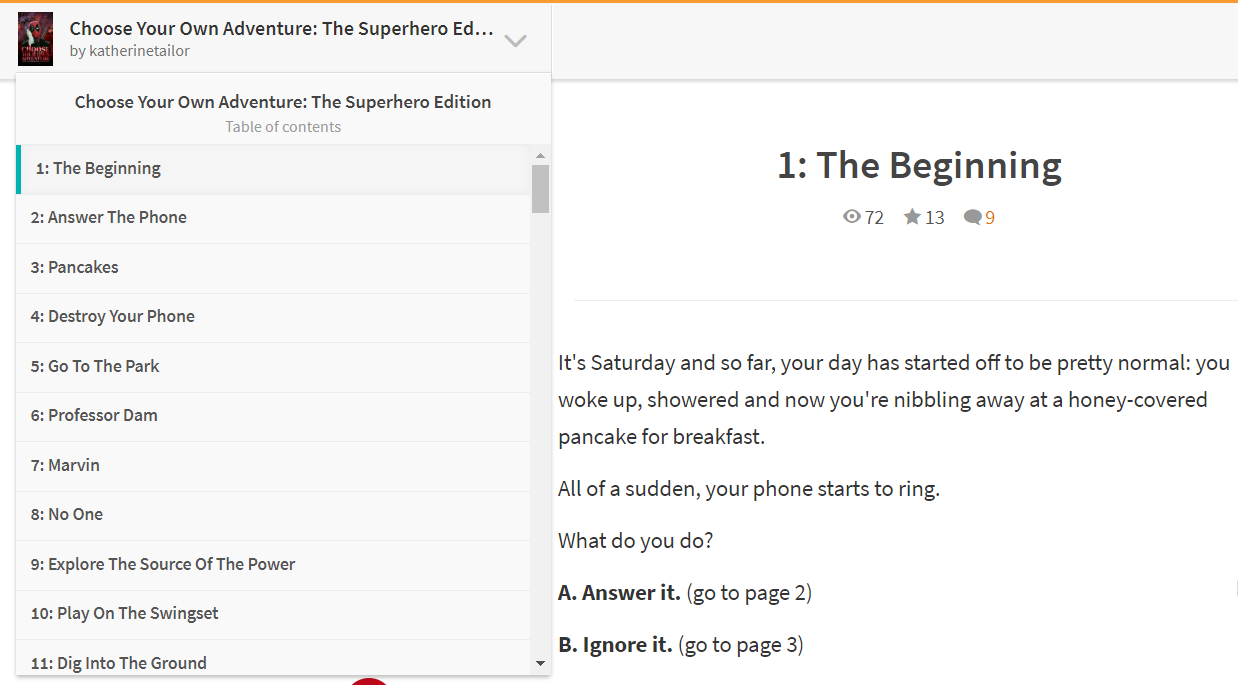 Choose Your Own Adventure: The Superhero Ed...
by katherinetailor
Choose Your Own Adventure: The Superhero Edition
Table of contents
1: The Beginning
2: Answer The Phone
3: Pancakes
4: Destroy Your Phone
5: Go To The Park
6: Professor Dam
7: Marvin
8: No One
9: Explore The Source Of The Power
10: Play On The Swingset
11: Dig Into The Ground
1: The Beginning
72 13 9
It's Saturday and so far, your day has started off to be pretty normal: you
woke up, showered and now you're nibbling away at a honey-covered
pancake for breakfast.
All of a sudden, your phone starts to ring.
What do you do?
A. Answer it. (go to page 2)
B. Ignore it. (go to page 3)